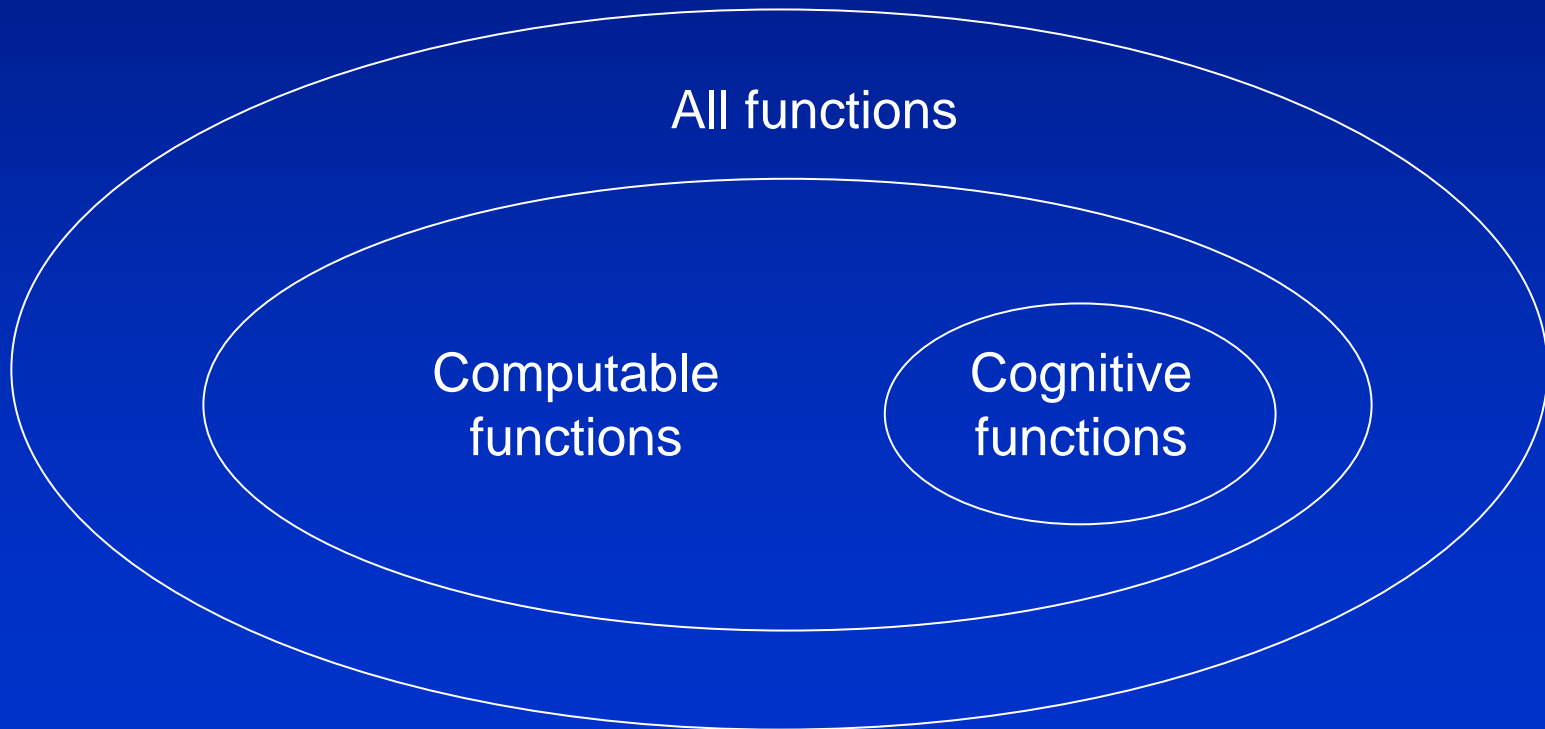 All functions
Computable
functions
Cognitive
functions